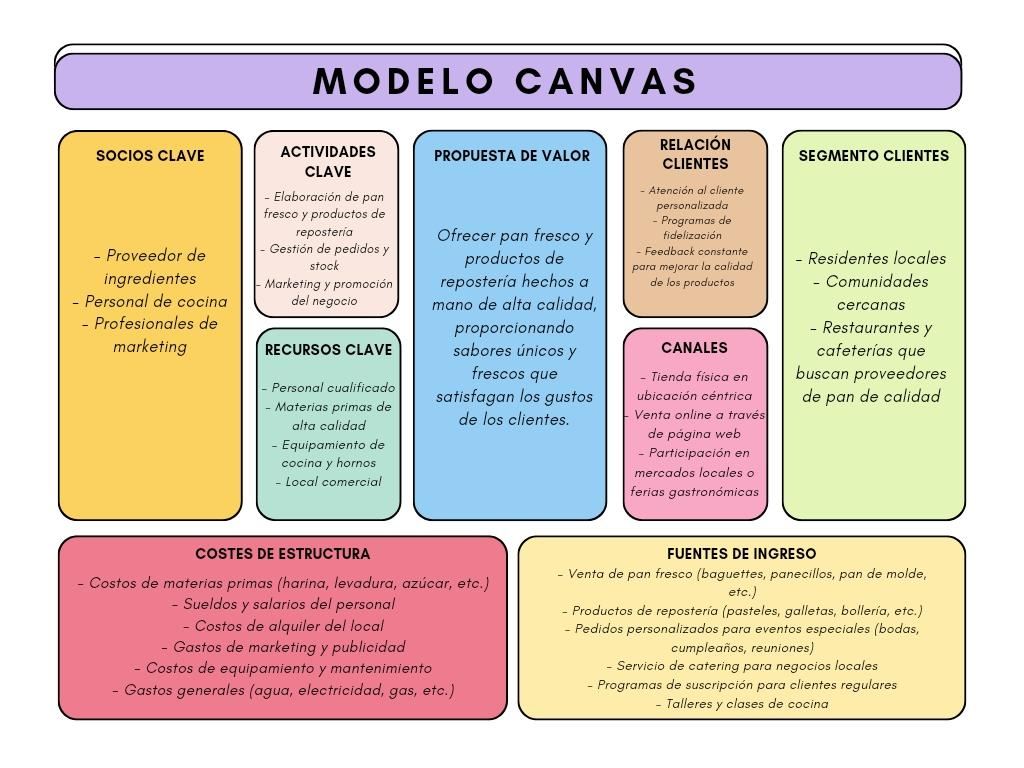 MODELO CANVAS
SOCIOS CLAVE
- Proveedor de
ingredientes
- Personal de cocina
- Profesionales de
marketing
ACTIVIDADES
CLAVE
- Elaboración de pan
fresco y productos de
repostería
- Gestión de pedidos y
stock
- Marketing y promoción
del negocio
RECURSOS CLAVE
- Personal cualificado
- Materias primas de
alta calidad
- Equipamiento de
cocina y hornos
- Local comercial
PROPUESTA DE VALOR
Ofrecer pan fresco y
productos de
repostería hechos a
mano de alta calidad,
proporcionando
sabores únicos y
frescos que
satisfagan los gustos
de los clientes.
RELACIÓN
CLIENTES
- Atención al cliente
personalizada
- Programas de
fidelización
- Feedback constante
para mejorar la calidad
de los productos
CANALES
- Tienda física en
ubicación céntrica
- Venta online a través
de página web
- Participación en
mercados locales o
ferias gastronómicas
SEGMENTO CLIENTES
- Residentes locales
- Comunidades
cercanas
- Restaurantes y
cafeterías que
buscan proveedores
de pan de calidad
COSTES DE ESTRUCTURA
- Costos de materias primas (harina, levadura, azúcar, etc.)
- Sueldos y salarios del personal
- Costos de alquiler del local
- Gastos de marketing y publicidad
- Costos de equipamiento y mantenimiento
- Gastos generales (agua, electricidad, gas, etc.)
FUENTES DE INGRESO
- Venta de pan fresco (baguettes, panecillos, pan de molde,
etc.)
- Productos de repostería (pasteles, galletas, bollería, etc.)
- Pedidos personalizados para eventos especiales (bodas,
cumpleaños, reuniones)
- Servicio de catering para negocios locales
- Programas de suscripción para clientes regulares
- Talleres y clases de cocina